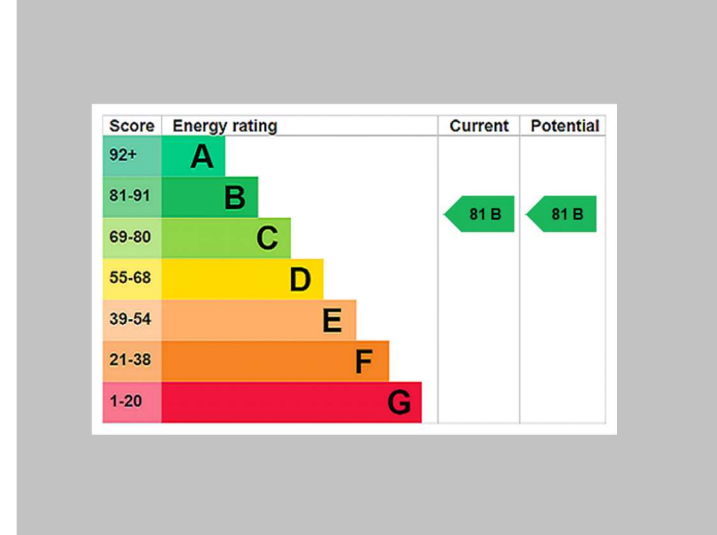 Score Energy rating Current Potential
92+ A
81-91 B 81 B 81 B
69-80 C
55-68 D
39-54 E
21-38 F
1-20 G